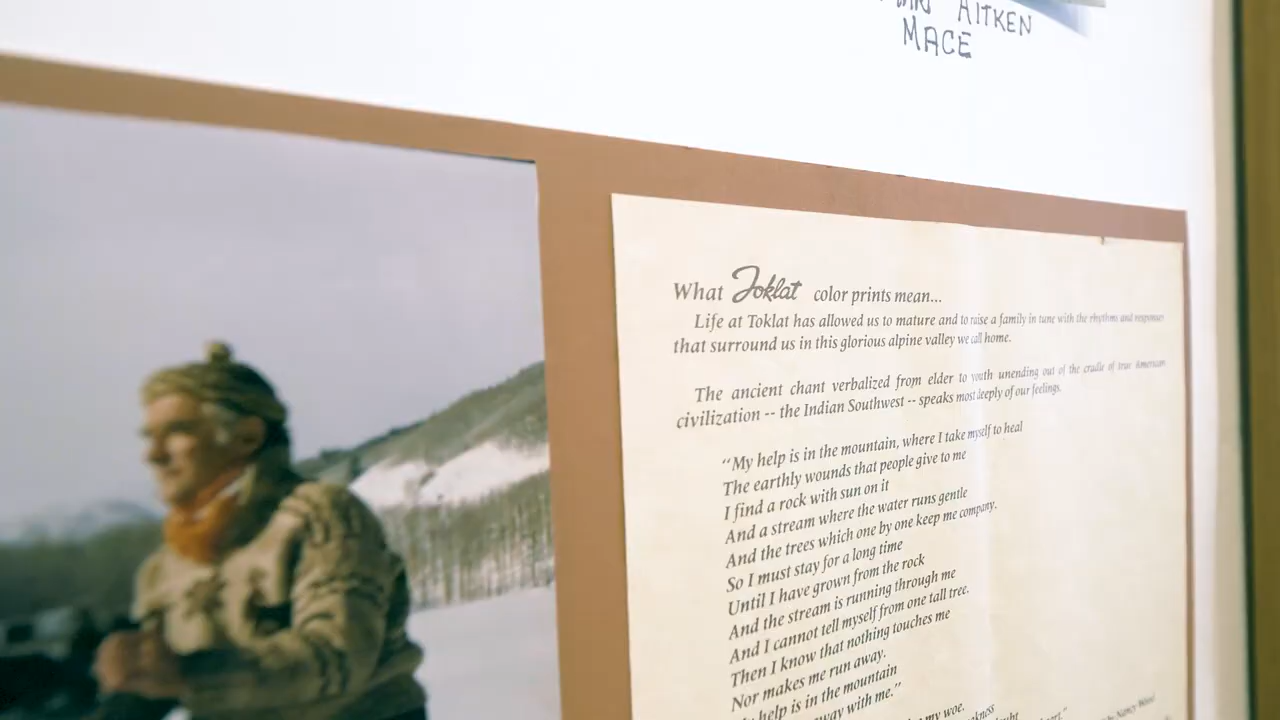 AITKEN
MACE
What Toklat color prints mean...
Life at Toklat has allowed us to mature and to raise a family in tune with the rhythms and responses
that surround us in this glorious alpine valley we call home.
The ancient chant verbalized from elder to youth unending out of the cradle of true American
civilization -- the Indian Southwest -- speaks most deeply of our feelings.
"My help is in the mountain, where I take myself to heal
The earthly wounds that people give to me
I find a rock with sun on it
And a stream where the water runs gentle
And the trees which one by one keep me company.
So I must stay for a long time
Until I have grown from the rock
And the stream is running through me
And I cannot tell myself from one tall tree.
Then I know that nothing touches me
Nor makes me run away.
help is in the mountain
away with me."
my woe.
by Nancy Wood